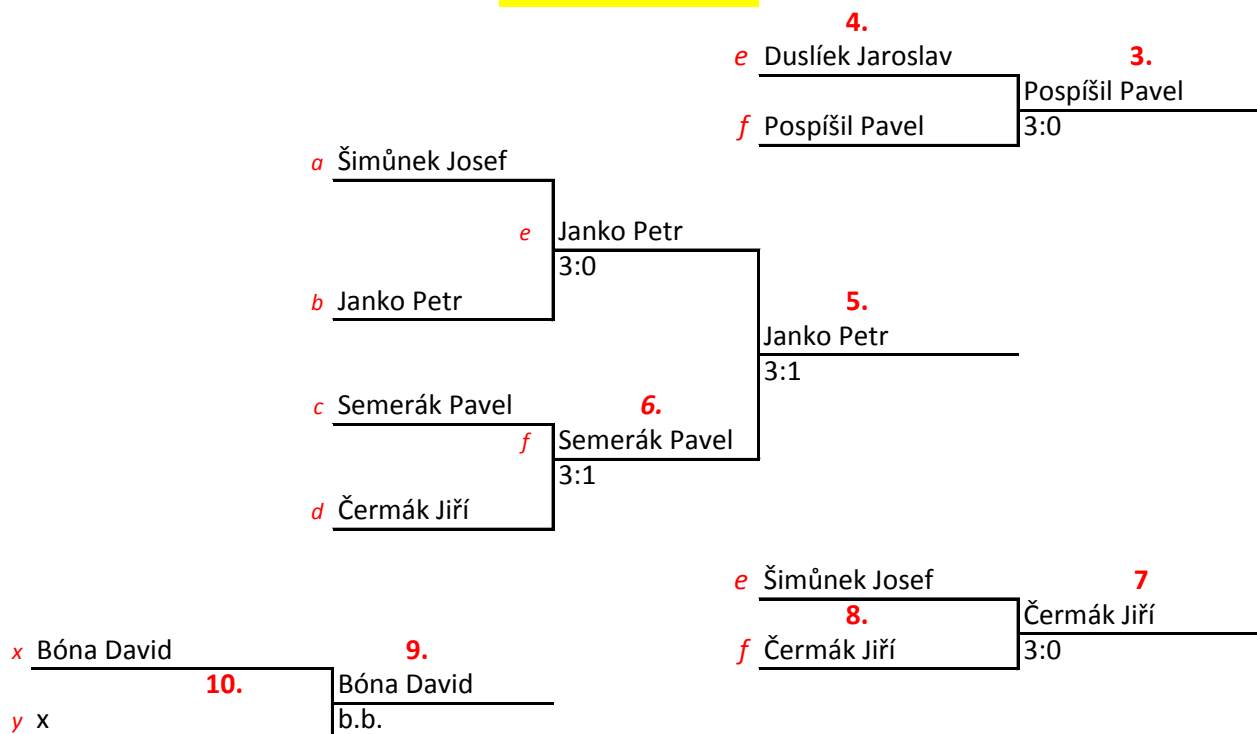 4.
e Duslíek Jaroslav 3.
Pospíšil Pavel
f Pospíšil Pavel 3:0
a Šimůnek Josef
e Janko Petr
3:0
b Janko Petr 5.
Janko Petr
3:1
c Semerák Pavel 6.
f Semerák Pavel
3:1
d Čermák Jiří
e Šimůnek Josef 7
8. Čermák Jiří
f Čermák Jiří 3:0
x Bóna David 9.
10. Bóna David
y x b.b.